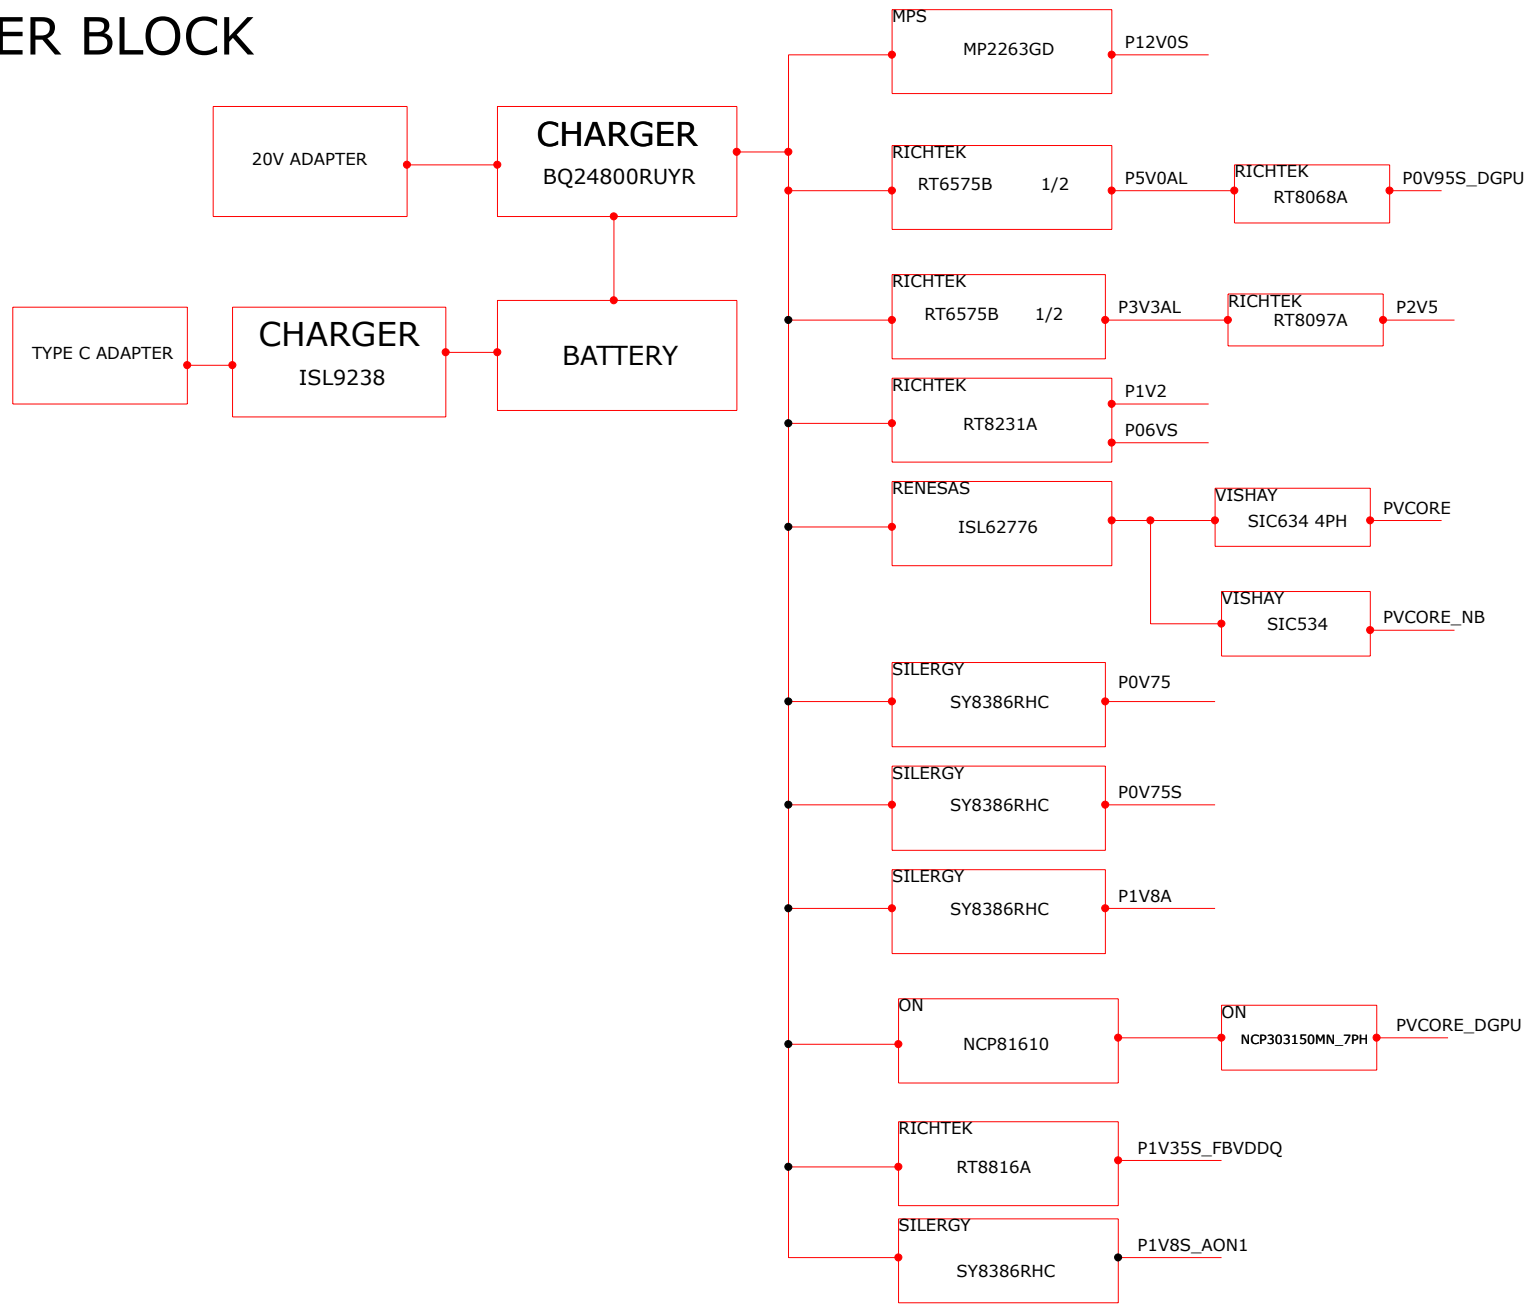 ER BLOCK
20V ADAPTER
CHARGER
BQ24800RUYR
TYPE C ADAPTER
CHARGER
ISL9238
BATTERY
MPS
MP2263GD
P12V0S
RICHTEK
RT6575B 1/2
P5V0AL
RICHTEK
RT8068A
P0V95S_DGPU
RICHTEK
RT6575B 1/2
P3V3AL
RICHTEK
RT8097A
P2V5
RICHTEK
RT8231A
P1V2
P06VS
RENESAS
ISL62776
VISHAY
SIC634 4PH
PVCORE
VISHAY
SIC534
PVCORE_NB
SILERGY
SY8386RHC
P0V75
SILERGY
SY8386RHC
P0V75S
SILERGY
SY8386RHC
P1V8A
ON
NCP81610
ON
NCP303150MN_7PH
PVCORE_DGPU
RICHTEK
RT8816A
P1V35S_FBVDDQ
SILERGY
SY8386RHC
P1V8S_AON1